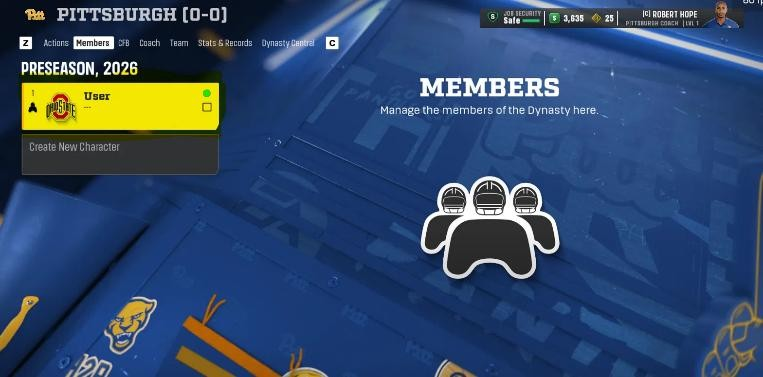 PITTSBURGH (0-0)
JOB SECURITY
Safe
3,635
25
(C) ROBERT HOPE
PITTSBURGH COACH | LVL 1
Z Actions Members CFB Coach Team Stats & Records Dynasty Central C
PRESEASON, 2026
1
User
--
OHIO STATE
Create New Character
MEMBERS
Manage the members of the Dynasty here.